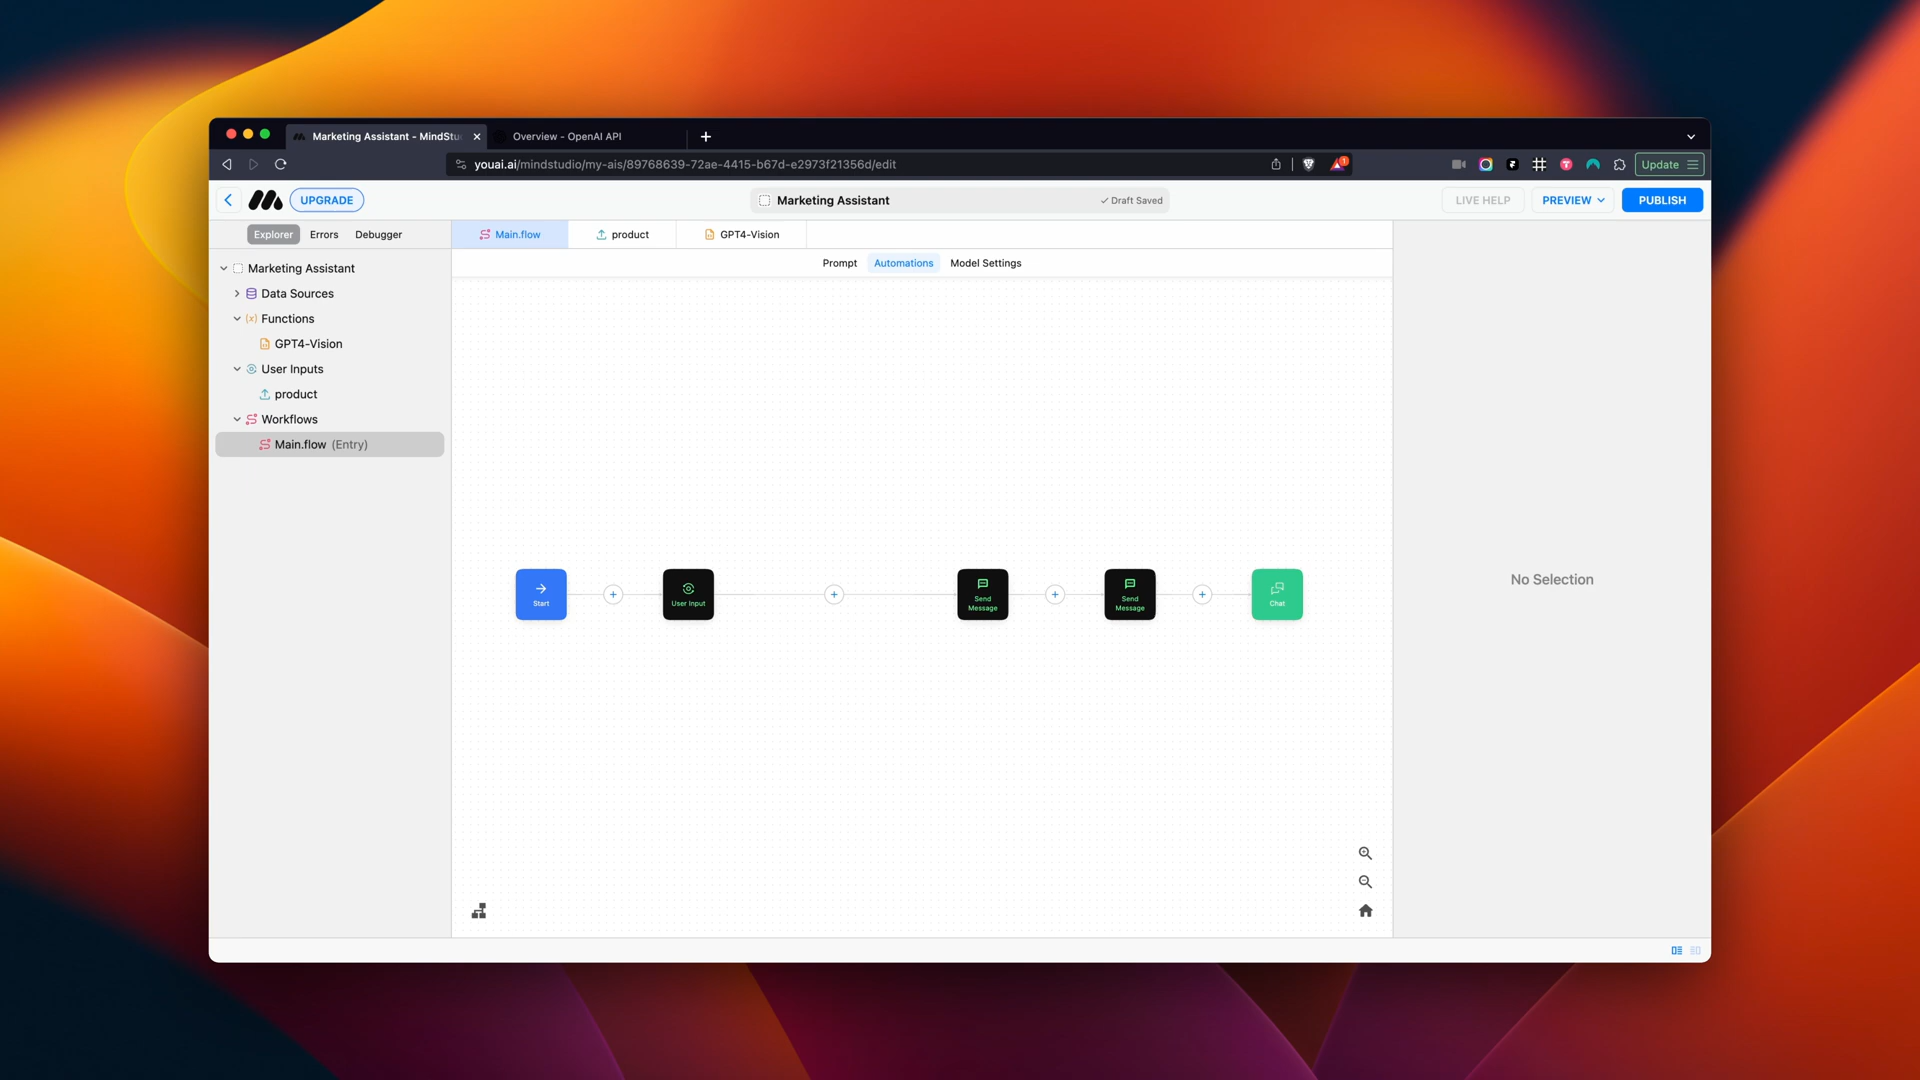 Marketing Assistant - MindStu
Overview - OpenAI API
youai.ai/mindstudio/my-ais/89768639-72ae-4415-b67d-e2973f21356d/edit
1
Update
UPGRADE
Marketing Assistant
Draft Saved
LIVE HELP
PREVIEW
PUBLISH
Explorer
Errors
Debugger
Main.flow
product
GPT4-Vision
Prompt
Automations
Model Settings
Marketing Assistant
Data Sources
Functions
GPT4-Vision
User Inputs
product
Workflows
Main.flow (Entry)
Start
User Input
Send
Message
Send
Message
Chat
No Selection